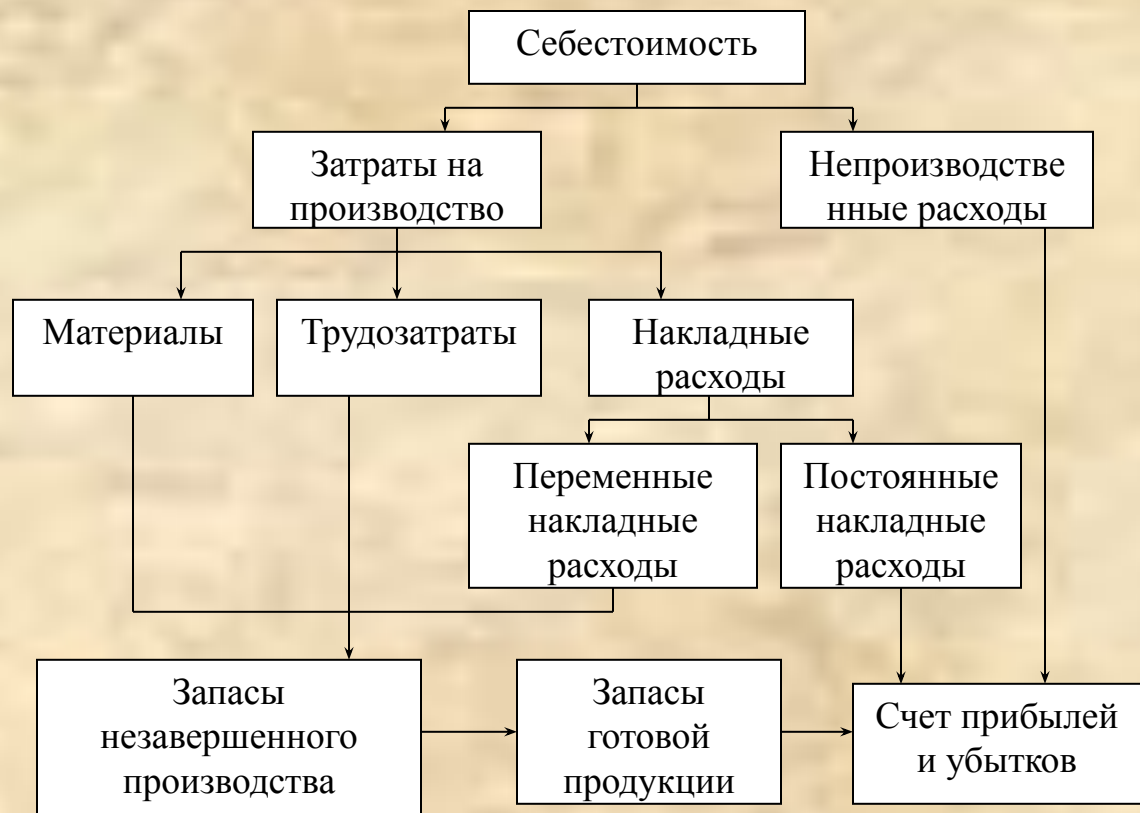 Себестоимость
Затраты на
производство
Непроизводстве
нные расходы
Материалы
Трудозатраты
Накладные
расходы
Переменные
накладные
расходы
Постоянные
накладные
расходы
Запасы
незавершенного
производства
Запасы
готовой
продукции
Счет прибылей
и убытков